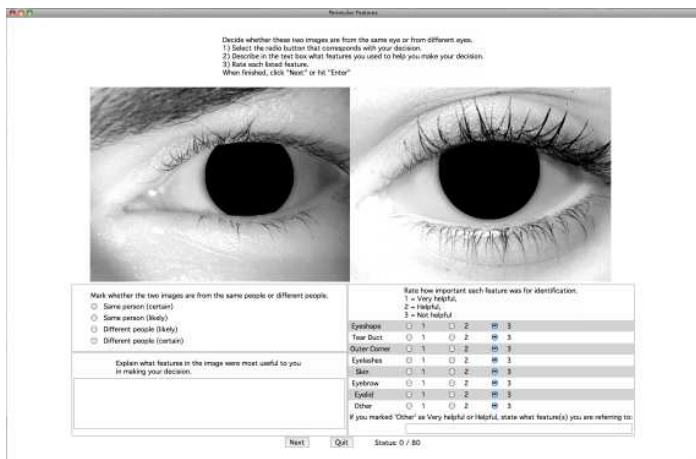 Periocular Features
Decide whether these two images are from the same eye or from different eyes.
1) Select the radio button that corresponds with your decision.
2) Describe in the text box what features you used to help you make your decision.
3) Rate each listed feature.
When finished, click "Next" or hit "Enter"
Mark whether the two images are from the same people or different people.
Same person (certain)
Same person (likely)
Different people (likely)
Different people (certain)
Explain what features in the image were most useful to you
in making your decision.
Rate how important each feature was for identification.
1 = Very helpful,
2 = Helpful,
3 = Not helpful
Eyeshape 1 2 3
Tear Duct 1 2 3
Outer Corner 1 2 3
Eyelashes 1 2 3
Skin 1 2 3
Eyebrow 1 2 3
Eyelid 1 2 3
Other 1 2 3
If you marked 'Other' as Very helpful or Helpful, state what feature(s) you are referring to:
Next Quit Status: 0 / 80